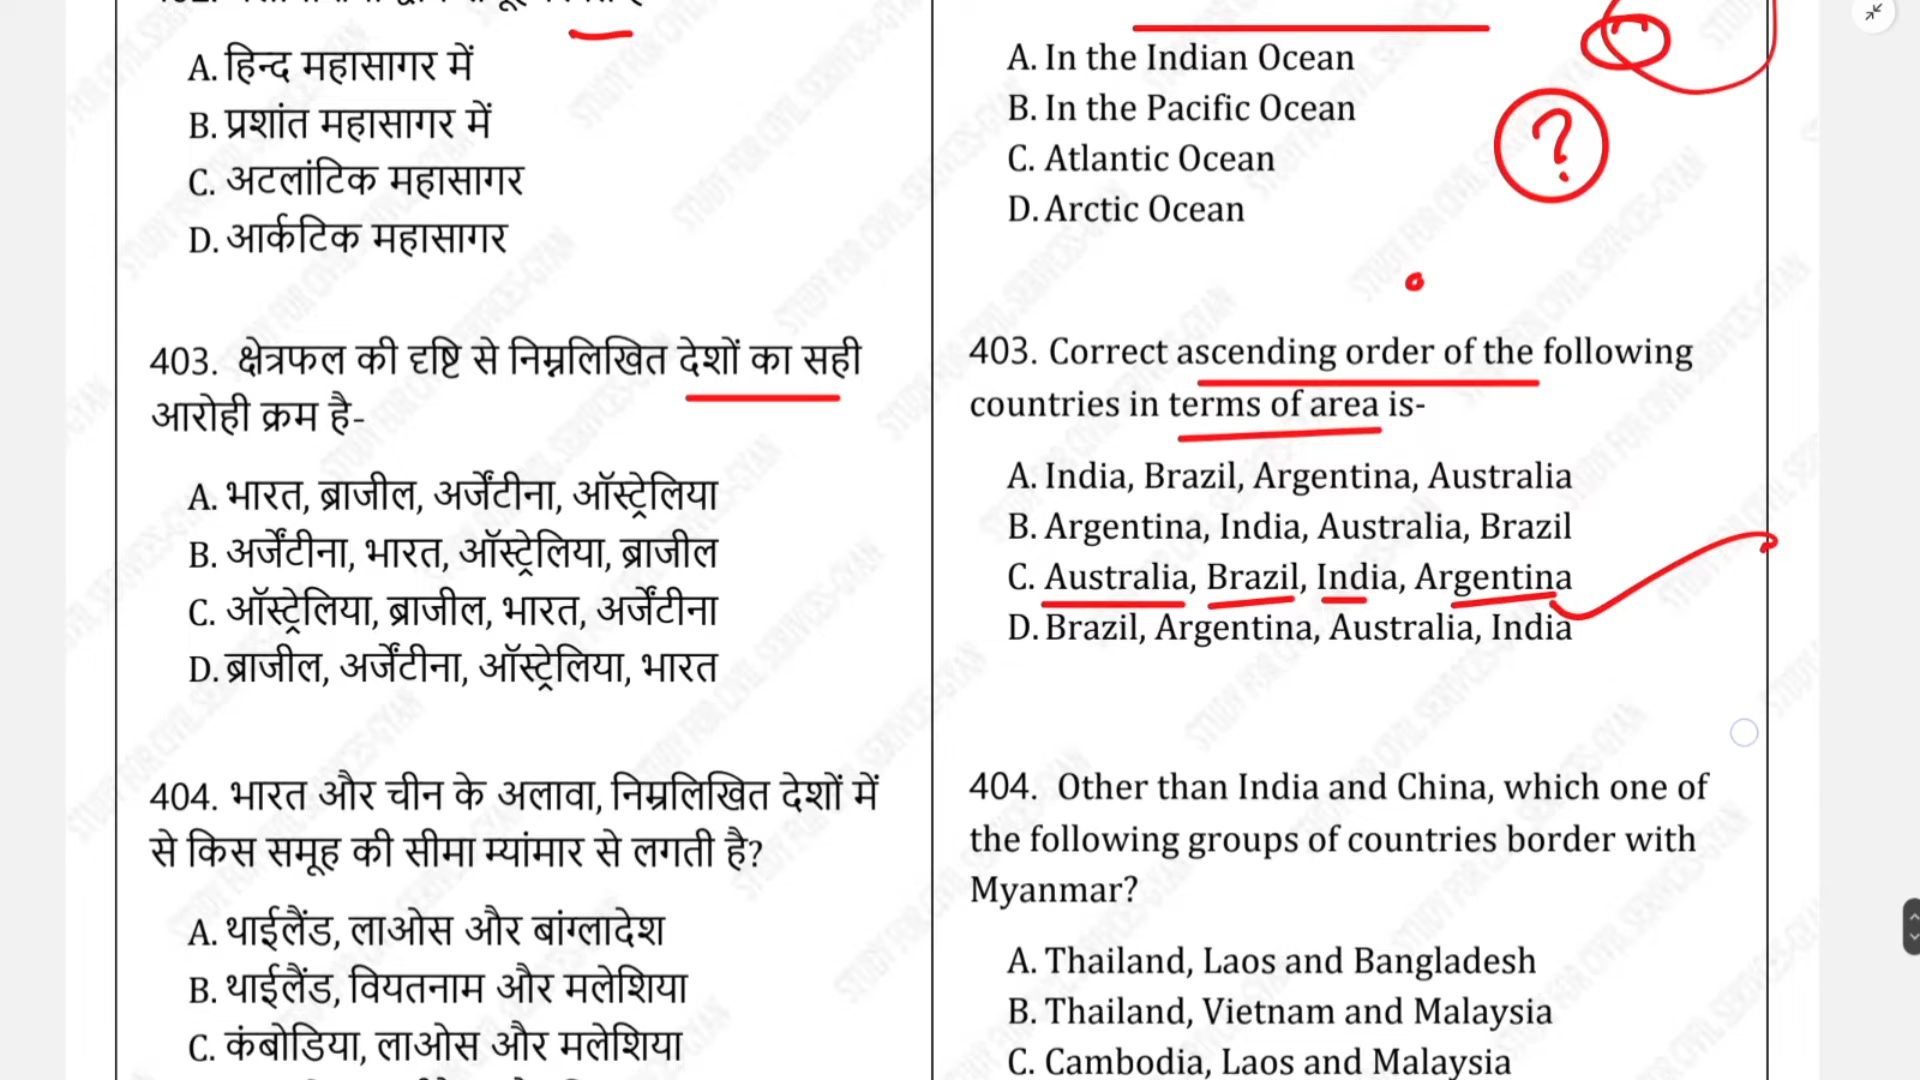 A. हिन्द महासागर में
B. प्रशांत महासागर में
C. अटलांटिक महासागर
D. आर्कटिक महासागर
403. क्षेत्रफल की दृष्टि से निम्नलिखित देशों का सही
आरोही क्रम है-
A. भारत, ब्राजील, अर्जेंटीना, ऑस्ट्रेलिया
B. अर्जेंटीना, भारत, ऑस्ट्रेलिया, ब्राजील
C. ऑस्ट्रेलिया, ब्राजील, भारत, अर्जेंटीना
D. ब्राजील, अर्जेंटीना, ऑस्ट्रेलिया, भारत
404. भारत और चीन के अलावा, निम्नलिखित देशों में
से किस समूह की सीमा म्यांमार से लगती है?
A. थाईलैंड, लाओस और बांग्लादेश
B. थाईलैंड, वियतनाम और मलेशिया
C. कंबोडिया, लाओस और मलेशिया
A. In the Indian Ocean
B. In the Pacific Ocean
C. Atlantic Ocean
D. Arctic Ocean
?
403. Correct ascending order of the following
countries in terms of area is-
A. India, Brazil, Argentina, Australia
B. Argentina, India, Australia, Brazil
C. Australia, Brazil, India, Argentina
D. Brazil, Argentina, Australia, India
404. Other than India and China, which one of
the following groups of countries border with
Myanmar?
A. Thailand, Laos and Bangladesh
B. Thailand, Vietnam and Malaysia
C. Cambodia, Laos and Malaysia
STUDY FOR CIVIL SERVICES-GYAN